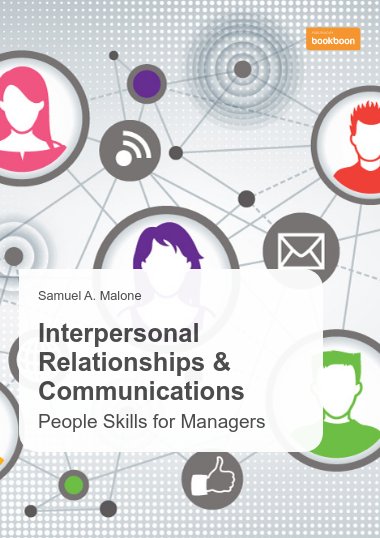 bookboon
Samuel A. Malone
Interpersonal
Relationships &
Communications
People Skills for Managers